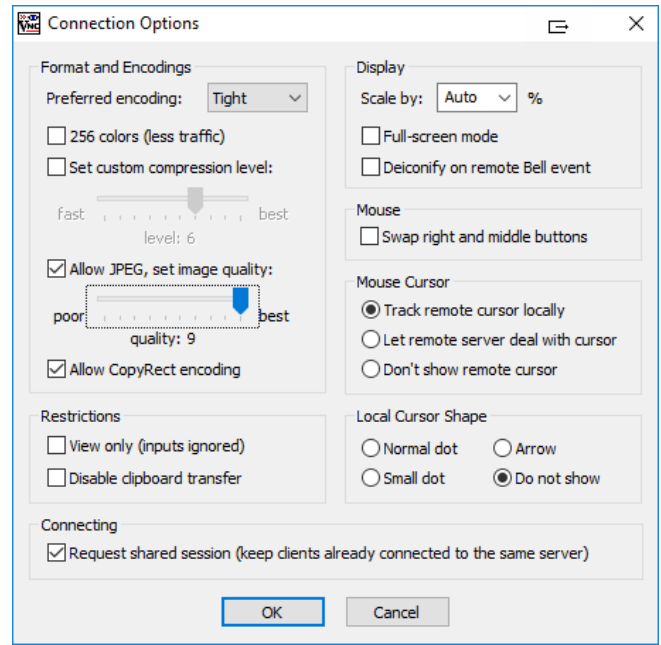 VNC Connection Options
Format and Encodings
Preferred encoding: Tight
256 colors (less traffic)
Set custom compression level:
fast best
level: 6
Allow JPEG, set image quality:
poor best
quality: 9
Allow CopyRect encoding
Display
Scale by: Auto %
Full-screen mode
Deiconify on remote Bell event
Mouse
Swap right and middle buttons
Mouse Cursor
Track remote cursor locally
Let remote server deal with cursor
Don't show remote cursor
Restrictions
View only (inputs ignored)
Disable clipboard transfer
Local Cursor Shape
Normal dot Arrow
Small dot Do not show
Connecting
Request shared session (keep clients already connected to the same server)
OK Cancel